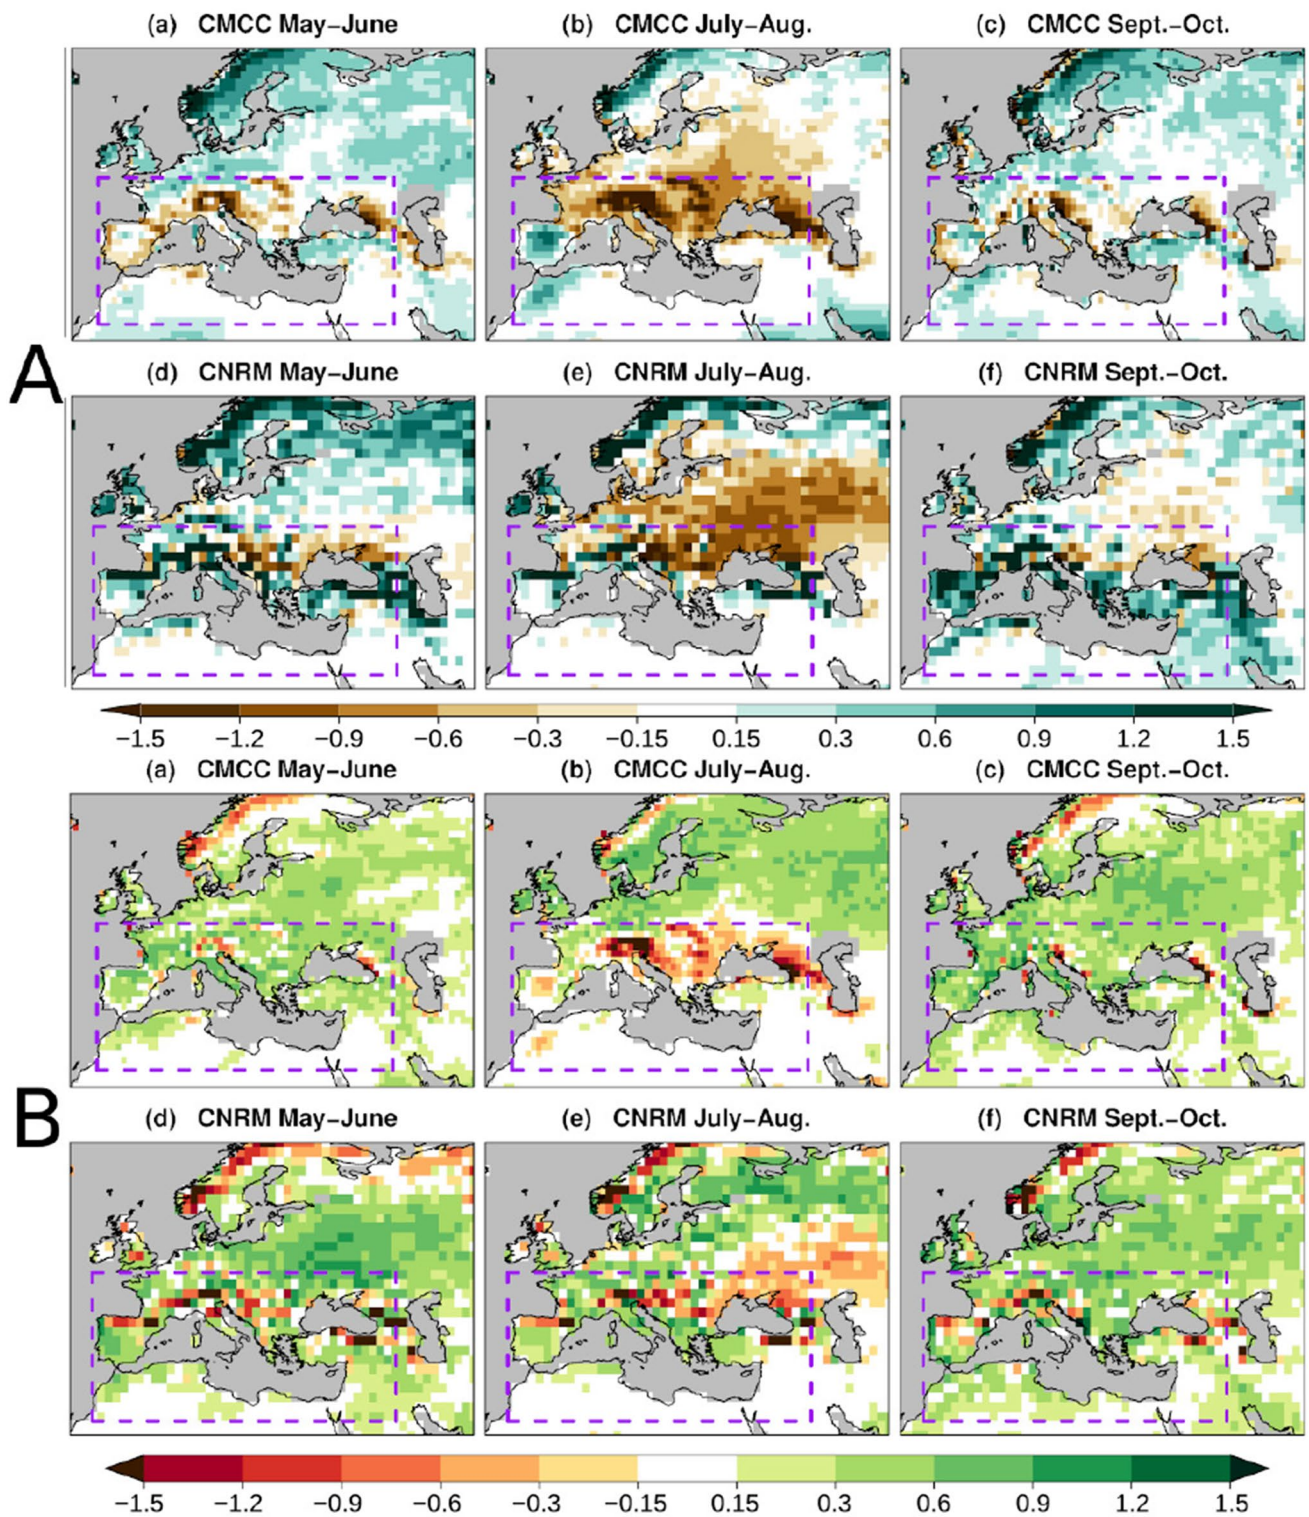 (a) CMCC May–June (b) CMCC July–Aug. (c) CMCC Sept.–Oct.
A
(d) CNRM May–June (e) CNRM July–Aug. (f) CNRM Sept.–Oct.
−1.5 −1.2 −0.9 −0.6 −0.3 −0.15 0.15 0.3 0.6 0.9 1.2 1.5
(a) CMCC May–June (b) CMCC July–Aug. (c) CMCC Sept.–Oct.
B
(d) CNRM May–June (e) CNRM July–Aug. (f) CNRM Sept.–Oct.
−1.5 −1.2 −0.9 −0.6 −0.3 −0.15 0.15 0.3 0.6 0.9 1.2 1.5